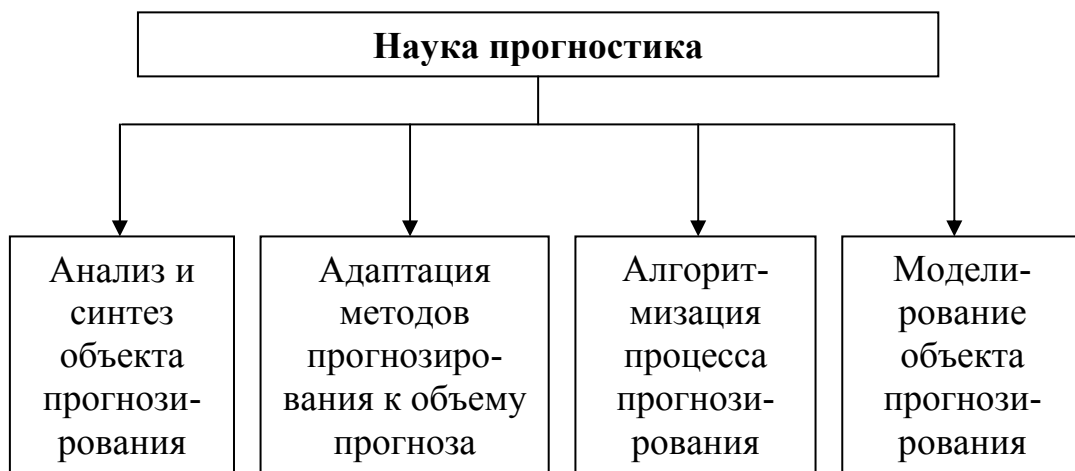 Наука прогностика
Анализ и
синтез
объекта
прогнози-
рования
Адаптация
методов
прогнозиро-
вания к объему
прогноза
Алгорит-
мизация
процесса
прогнози-
рования
Модели-
рование
объекта
прогнози-
рования